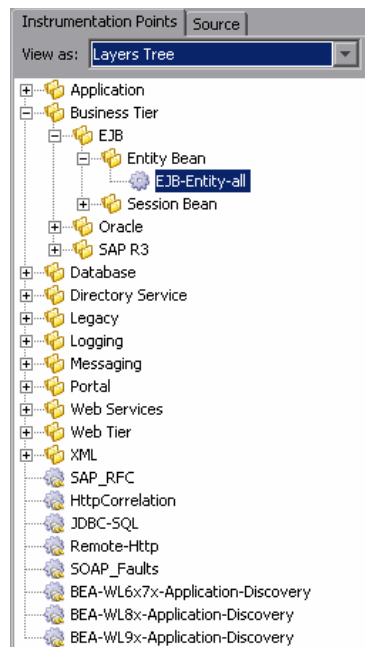 Instrumentation Points Source
View as: Layers Tree
Application
Business Tier
EJB
Entity Bean
EJB-Entity-all
Session Bean
Oracle
SAP R3
Database
Directory Service
Legacy
Logging
Messaging
Portal
Web Services
Web Tier
XML
SAP_RFC
HttpCorrelation
JDBC-SQL
Remote-Http
SOAP_Faults
BEA-WL6x7x-Application-Discovery
BEA-WL8x-Application-Discovery
BEA-WL9x-Application-Discovery